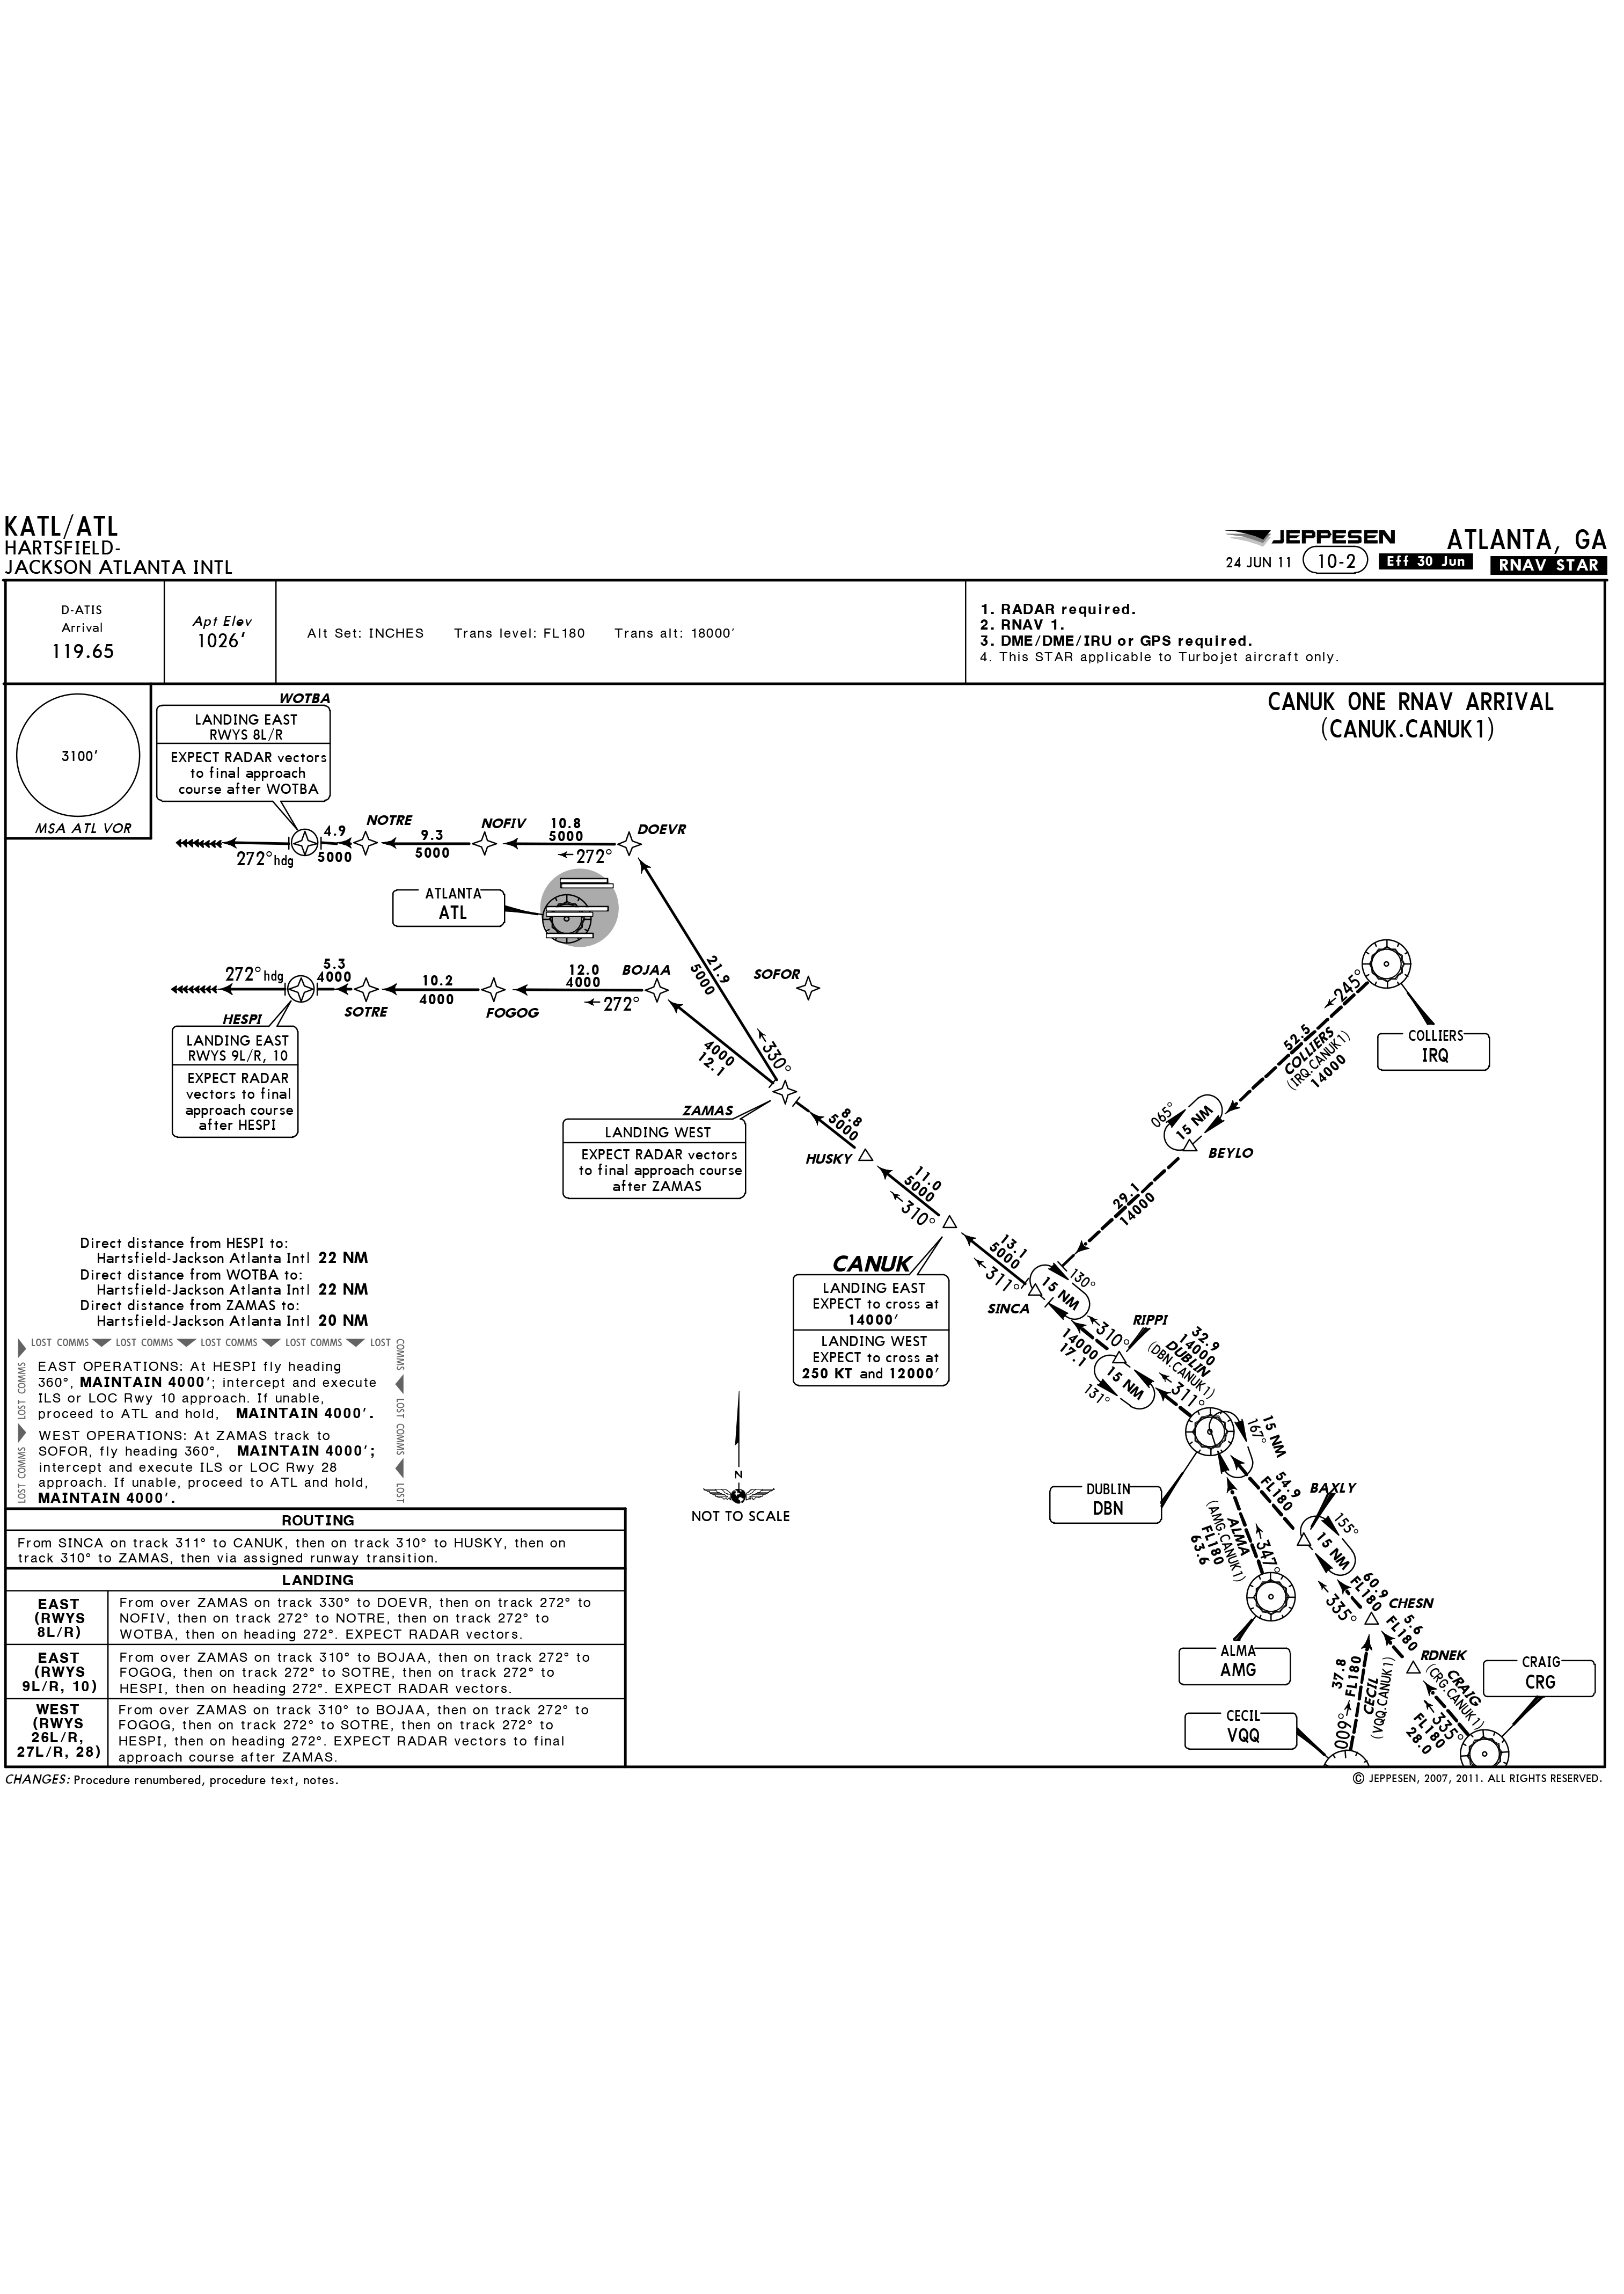 KATL/ATL
HARTSFIELD-
JACKSON ATLANTA INTL
JEPPESEN
ATLANTA, GA
24 JUN 11
10-2
Eff 30 Jun
RNAV STAR
D-ATIS
Arrival
119.65
Apt Elev
1026'
Alt Set: INCHES Trans level: FL180 Trans alt: 18000'
1. RADAR required.
2. RNAV 1.
3. DME/DME/IRU or GPS required.
4. This STAR applicable to Turbojet aircraft only.
3100'
MSA ATL VOR
CANUK ONE RNAV ARRIVAL
(CANUK.CANUK1)
WOTBA
LANDING EAST
RWYS 8L/R
EXPECT RADAR vectors
to final approach
course after WOTBA
272° hdg
4.9
5000
NOTRE
9.3
5000
NOFIV
10.8
5000
272°
DOEVR
ATLANTA
ATL
21.9
5000
330°
272° hdg
5.3
4000
SOTRE
10.2
4000
FOGOG
12.0
4000
272°
BOJAA
SOFOR
4000
12.1
HESPI
LANDING EAST
RWYS 9L/R, 10
EXPECT RADAR
vectors to final
approach course
after HESPI
ZAMAS
LANDING WEST
EXPECT RADAR vectors
to final approach course
after ZAMAS
8.8
5000
HUSKY
11.0
5000
310°
CANUK
LANDING EAST
EXPECT to cross at
14000'
LANDING WEST
EXPECT to cross at
250 KT and 12000'
13.1
5000
311°
SINCA
15 NM
130°
COLLIERS
IRQ
245°
52.5
COLLIERS
(IRQ.CANUK1)
14000
065°
15 NM
BEYLO
29.1
14000
310°
14000
17.1
RIPPI
15 NM
131°
32.9
14000
DUBLIN
(DBN.CANUK1)
311°
DUBLIN
DBN
15 NM
167°
54.9
FL180
BAXLY
15 NM
155°
ALMA
(AMG.CANUK1)
FL180
63.6
347°
ALMA
AMG
60.9
FL180
335°
CHESN
5.6
FL180
RDNEK
CRAIG
(CRG.CANUK1)
335°
FL180
28.0
CRAIG
CRG
37.8
FL180
CECIL
(VQQ.CANUK1)
009°
CECIL
VQQ
Direct distance from HESPI to:
Hartsfield-Jackson Atlanta Intl 22 NM
Direct distance from WOTBA to:
Hartsfield-Jackson Atlanta Intl 22 NM
Direct distance from ZAMAS to:
Hartsfield-Jackson Atlanta Intl 20 NM
LOST COMMS LOST COMMS LOST COMMS LOST COMMS LOST
COMMS LOST COMMS LOST
LOST COMMS LOST COMMS
EAST OPERATIONS: At HESPI fly heading
360°, MAINTAIN 4000'; intercept and execute
ILS or LOC Rwy 10 approach. If unable,
proceed to ATL and hold, MAINTAIN 4000'.
WEST OPERATIONS: At ZAMAS track to
SOFOR, fly heading 360°, MAINTAIN 4000';
intercept and execute ILS or LOC Rwy 28
approach. If unable, proceed to ATL and hold,
MAINTAIN 4000'.
N
NOT TO SCALE
ROUTING
From SINCA on track 311° to CANUK, then on track 310° to HUSKY, then on
track 310° to ZAMAS, then via assigned runway transition.
LANDING
EAST
(RWYS
8L/R)
From over ZAMAS on track 330° to DOEVR, then on track 272° to
NOFIV, then on track 272° to NOTRE, then on track 272° to
WOTBA, then on heading 272°. EXPECT RADAR vectors.
EAST
(RWYS
9L/R, 10)
From over ZAMAS on track 310° to BOJAA, then on track 272° to
FOGOG, then on track 272° to SOTRE, then on track 272° to
HESPI, then on heading 272°. EXPECT RADAR vectors.
WEST
(RWYS
26L/R,
27L/R, 28)
From over ZAMAS on track 310° to BOJAA, then on track 272° to
FOGOG, then on track 272° to SOTRE, then on track 272° to
HESPI, then on heading 272°. EXPECT RADAR vectors to final
approach course after ZAMAS.
CHANGES: Procedure renumbered, procedure text, notes.
© JEPPESEN, 2007, 2011. ALL RIGHTS RESERVED.